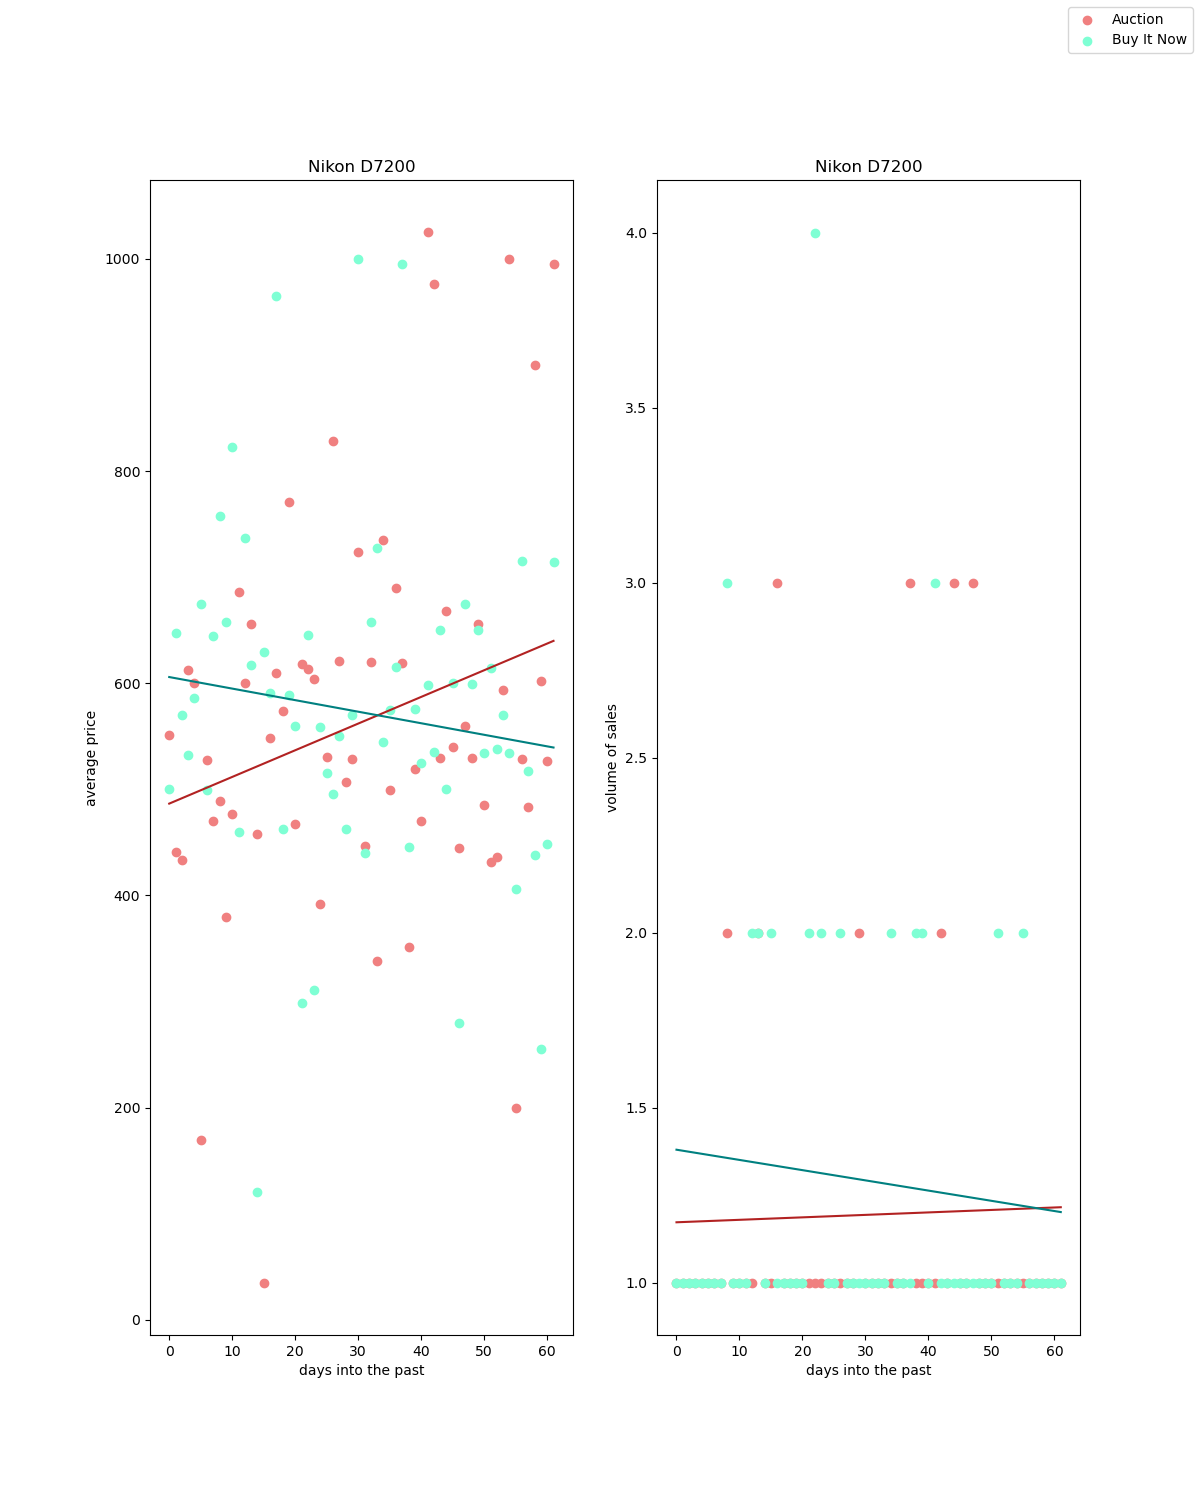 Auction
Buy It Now
Nikon D7200
1000
800
600
400
200
0
average price
0 10 20 30 40 50 60
days into the past
Nikon D7200
4.0
3.5
3.0
2.5
2.0
1.5
1.0
volume of sales
0 10 20 30 40 50 60
days into the past